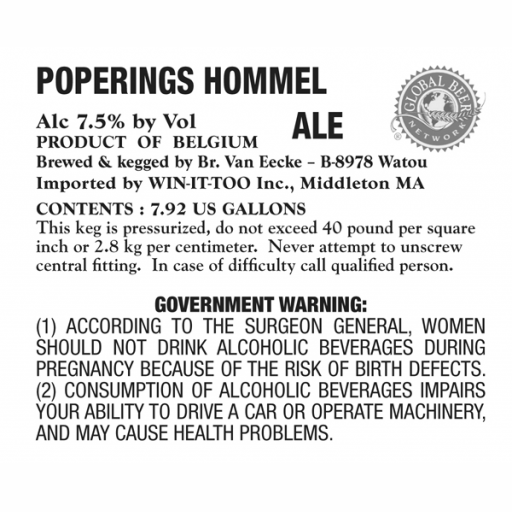 POPERINGS HOMMEL
ALE
GLOBAL BEER
NETWORK
®
Alc 7.5% by Vol
PRODUCT OF BELGIUM
Brewed & kegged by Br. Van Eecke – B-8978 Watou
Imported by WIN-IT-TOO Inc., Middleton MA
CONTENTS : 7.92 US GALLONS
This keg is pressurized, do not exceed 40 pound per square
inch or 2.8 kg per centimeter. Never attempt to unscrew
central fitting. In case of difficulty call qualified person.
GOVERNMENT WARNING:
(1) ACCORDING TO THE SURGEON GENERAL, WOMEN
SHOULD NOT DRINK ALCOHOLIC BEVERAGES DURING
PREGNANCY BECAUSE OF THE RISK OF BIRTH DEFECTS.
(2) CONSUMPTION OF ALCOHOLIC BEVERAGES IMPAIRS
YOUR ABILITY TO DRIVE A CAR OR OPERATE MACHINERY,
AND MAY CAUSE HEALTH PROBLEMS.